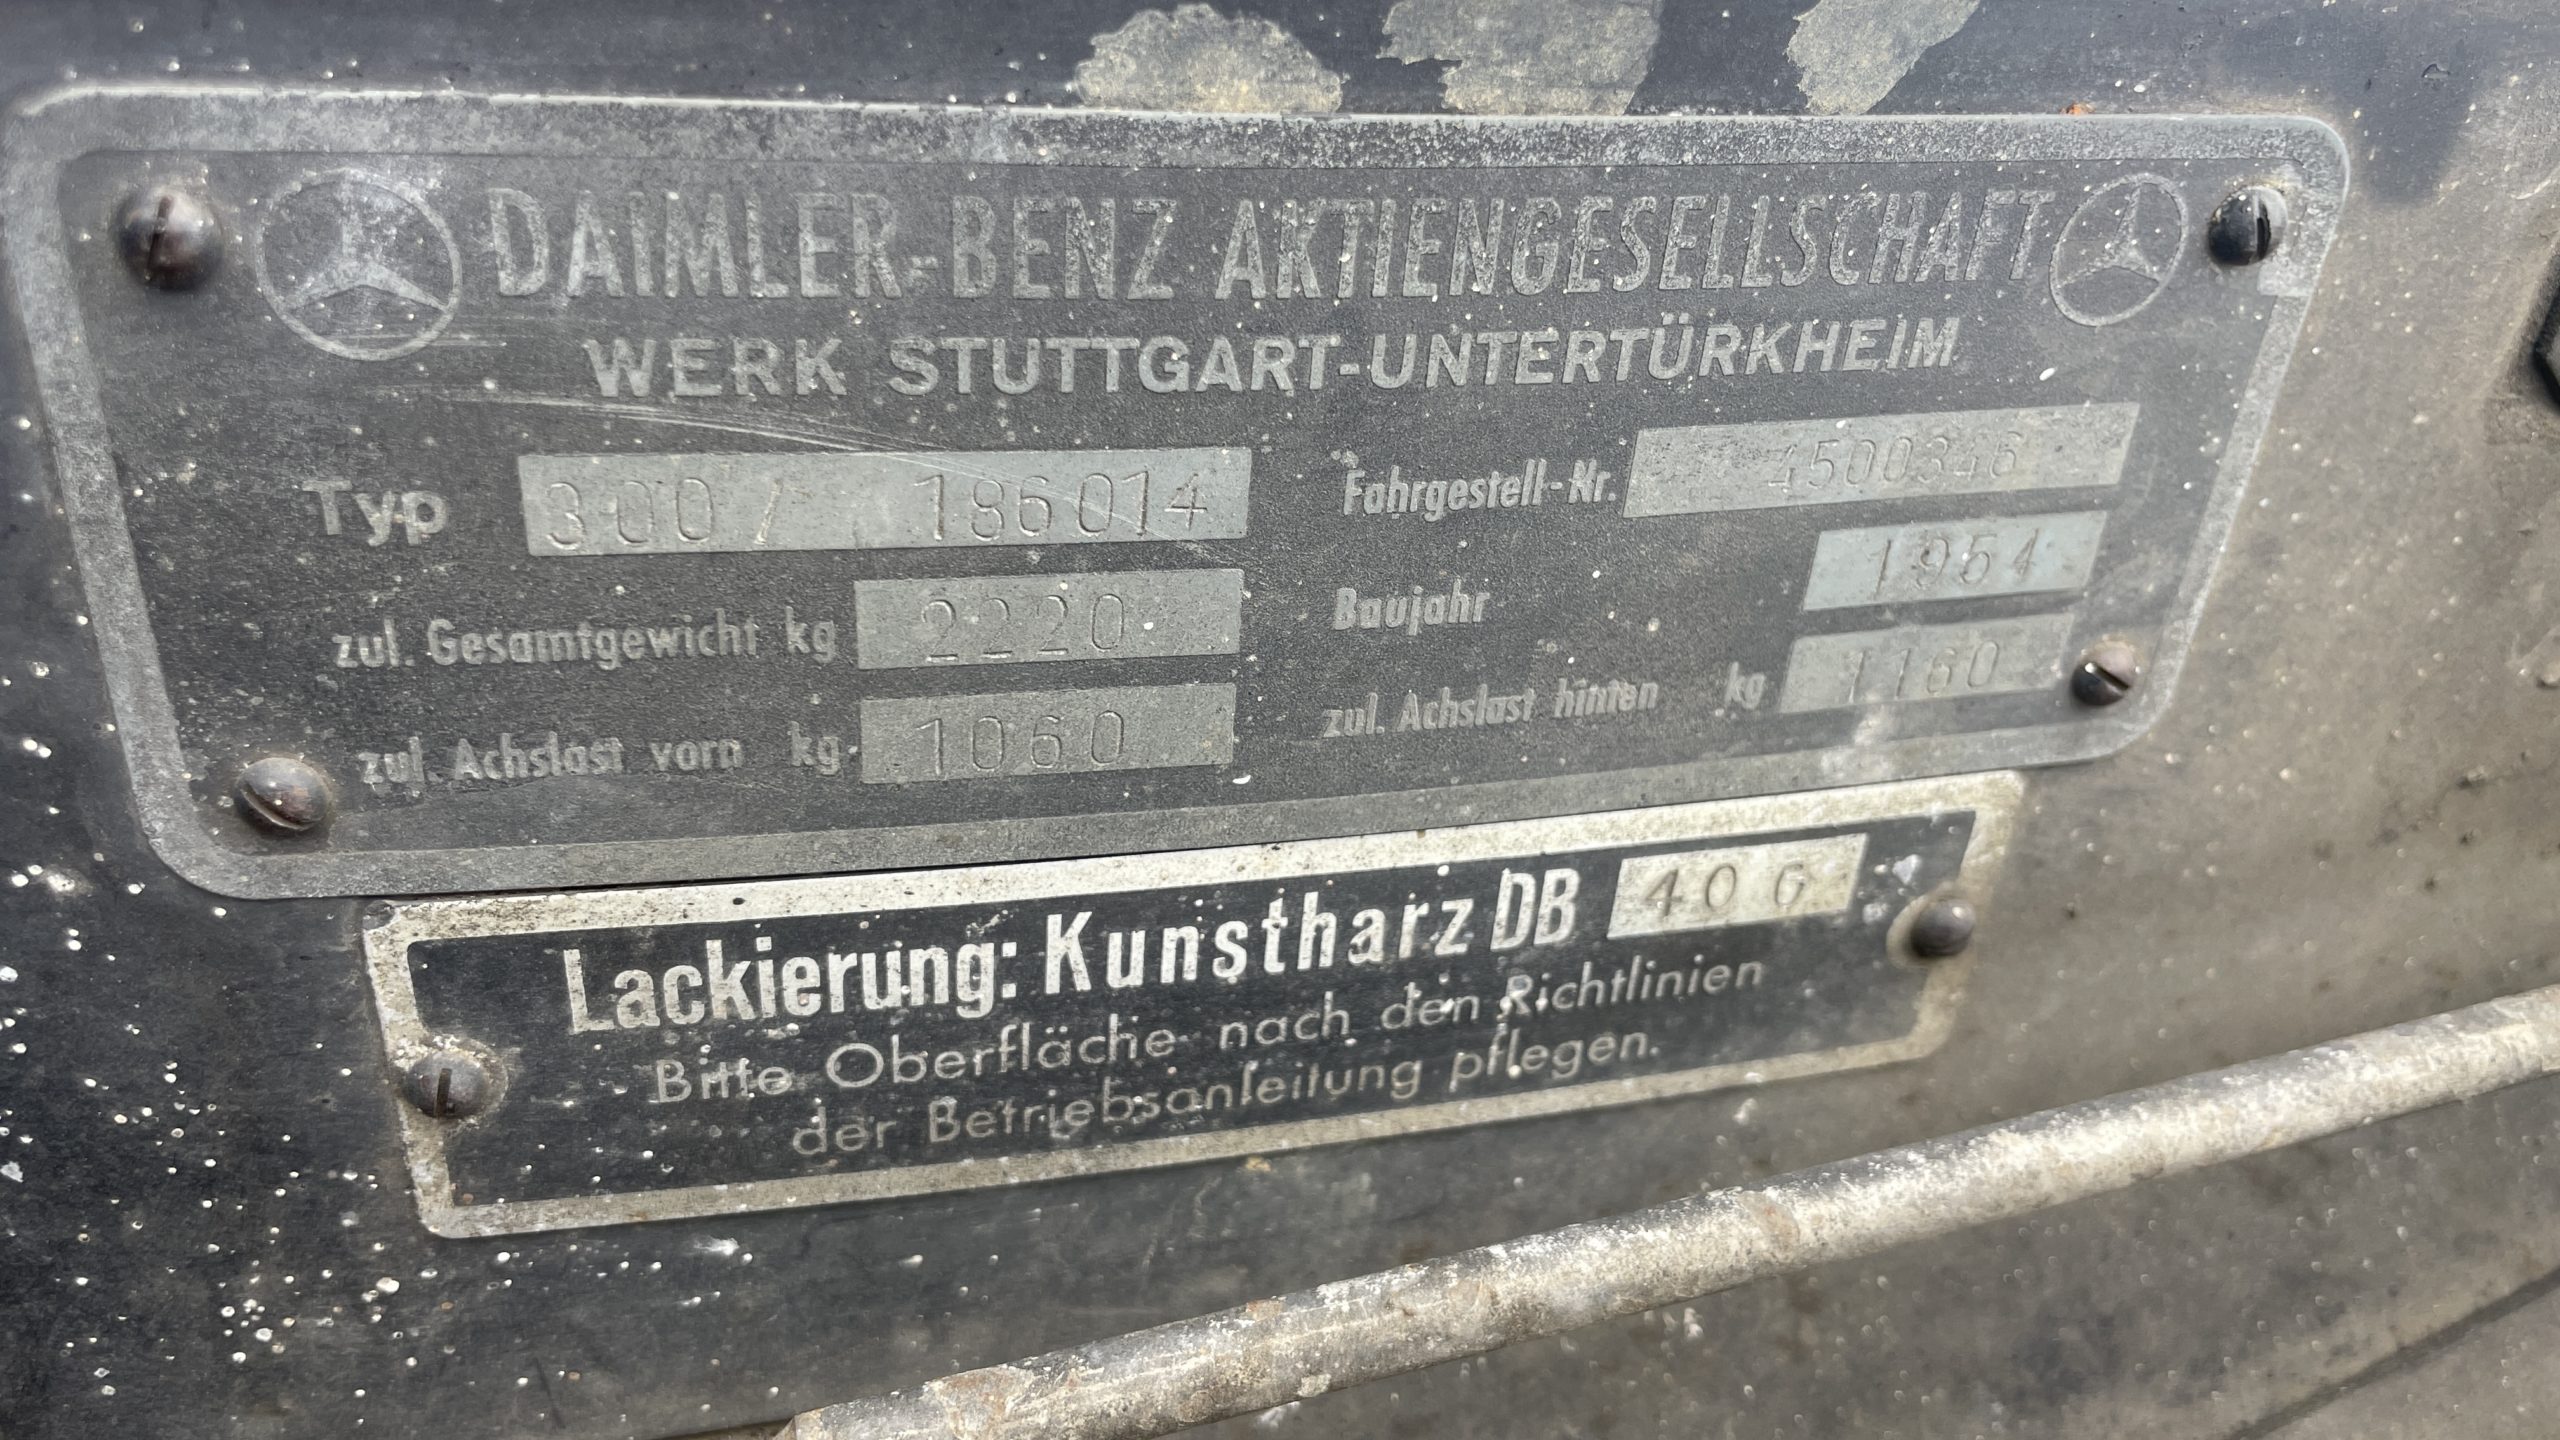 DAIMLER-BENZ AKTIENGESELLSCHAFT
WERK STUTTGART-UNTERTÜRKHEIM
Typ 300 / 186014 Fahrgestell-Nr. 4500346
zul. Gesamtgewicht kg 2220 Baujahr 1954
zul. Achslast vorn kg 1060 zul. Achslast hinten kg 1160
Lackierung: Kunstharz DB 40 G
Bitte Oberfläche nach den Richtlinien
der Betriebsanleitung pflegen.